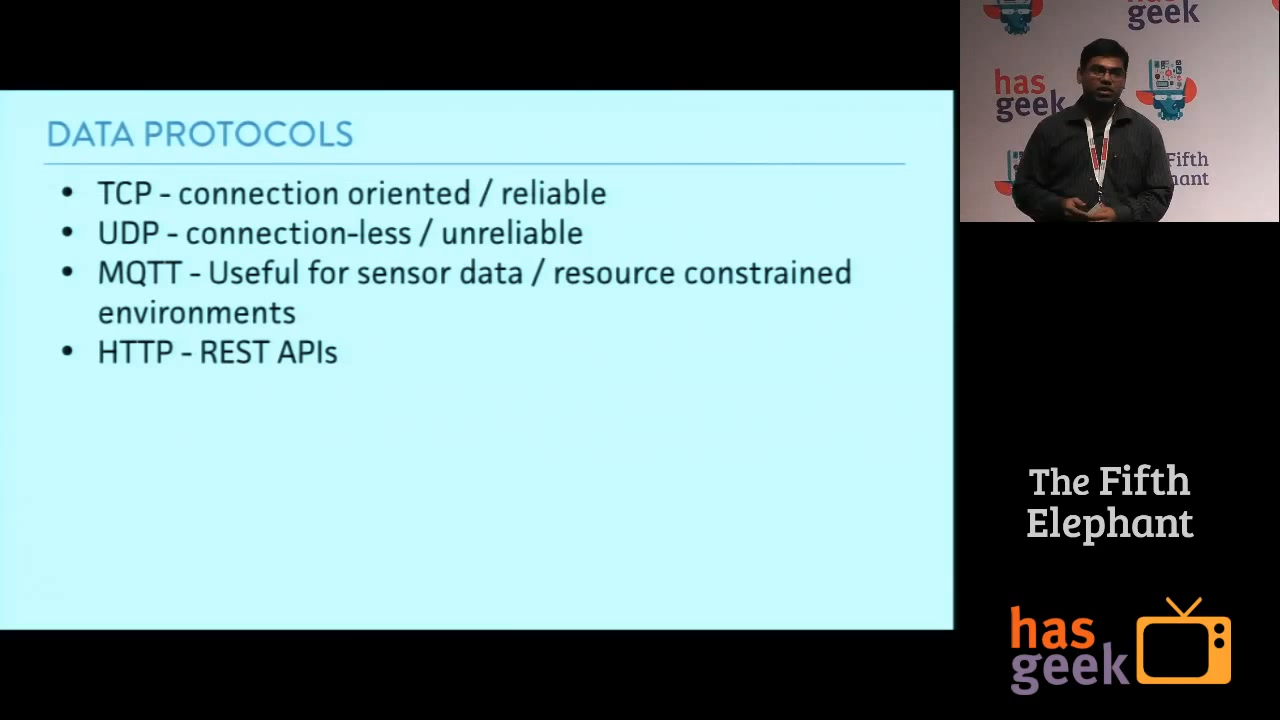 DATA PROTOCOLS
• TCP - connection oriented / reliable
• UDP - connection-less / unreliable
• MQTT - Useful for sensor data / resource constrained
environments
• HTTP - REST APIs
has
geek
geek
Fifth
The Fifth
Elephant
has
geek